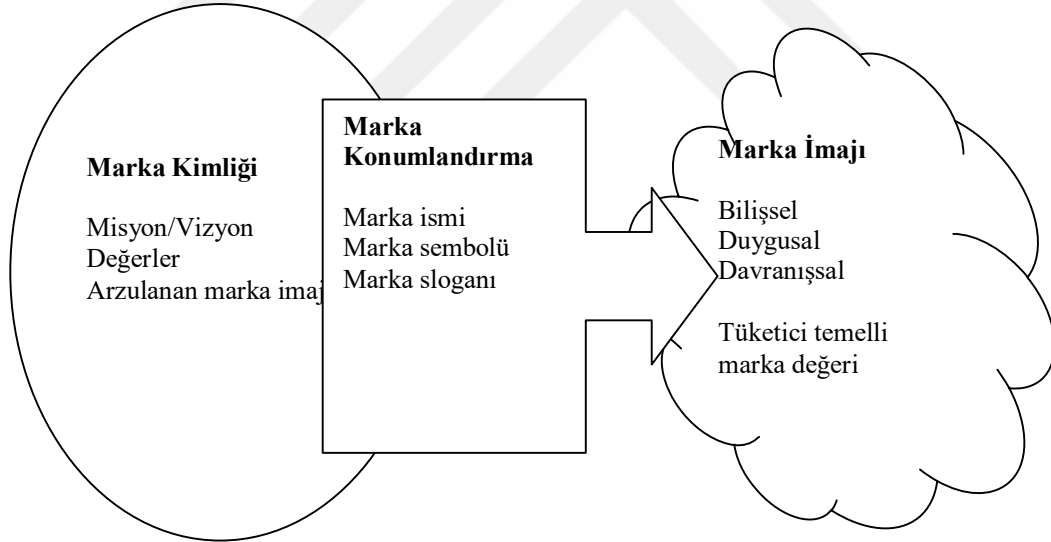 Marka Kimliği
Misyon/Vizyon
Değerler
Arzulanan marka imaj
Marka
Konumlandırma
Marka ismi
Marka sembolü
Marka sloganı
Marka İmajı
Bilişsel
Duygusal
Davranışsal
Tüketici temelli
marka değeri